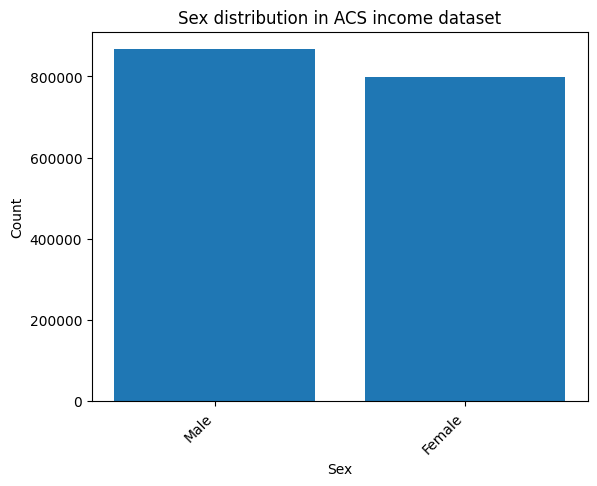 Sex distribution in ACS income dataset
800000
600000
400000
200000
0
Count
Male
Female
Sex